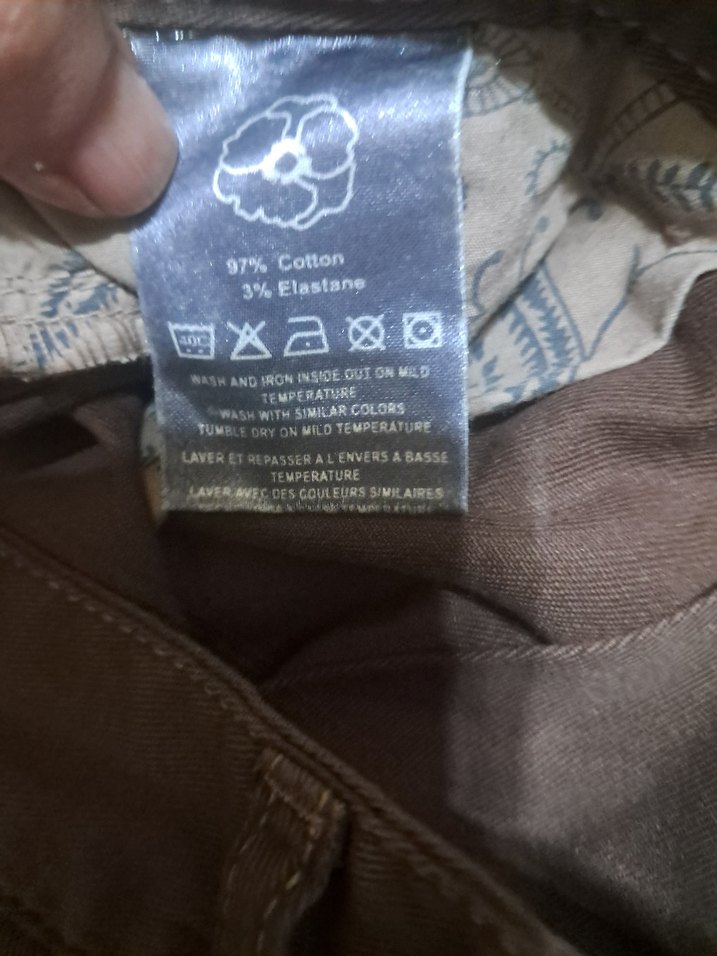 97% Cotton
3% Elastane
40C
WASH AND IRON INSIDE OUT ON MILD
TEMPERATURE
WASH WITH SIMILAR COLORS
TUMBLE DRY ON MILD TEMPERATURE
LAVER ET REPASSER A L'ENVERS A BASSE
TEMPERATURE
LAVER AVEC DES COULEURS SIMILAIRES